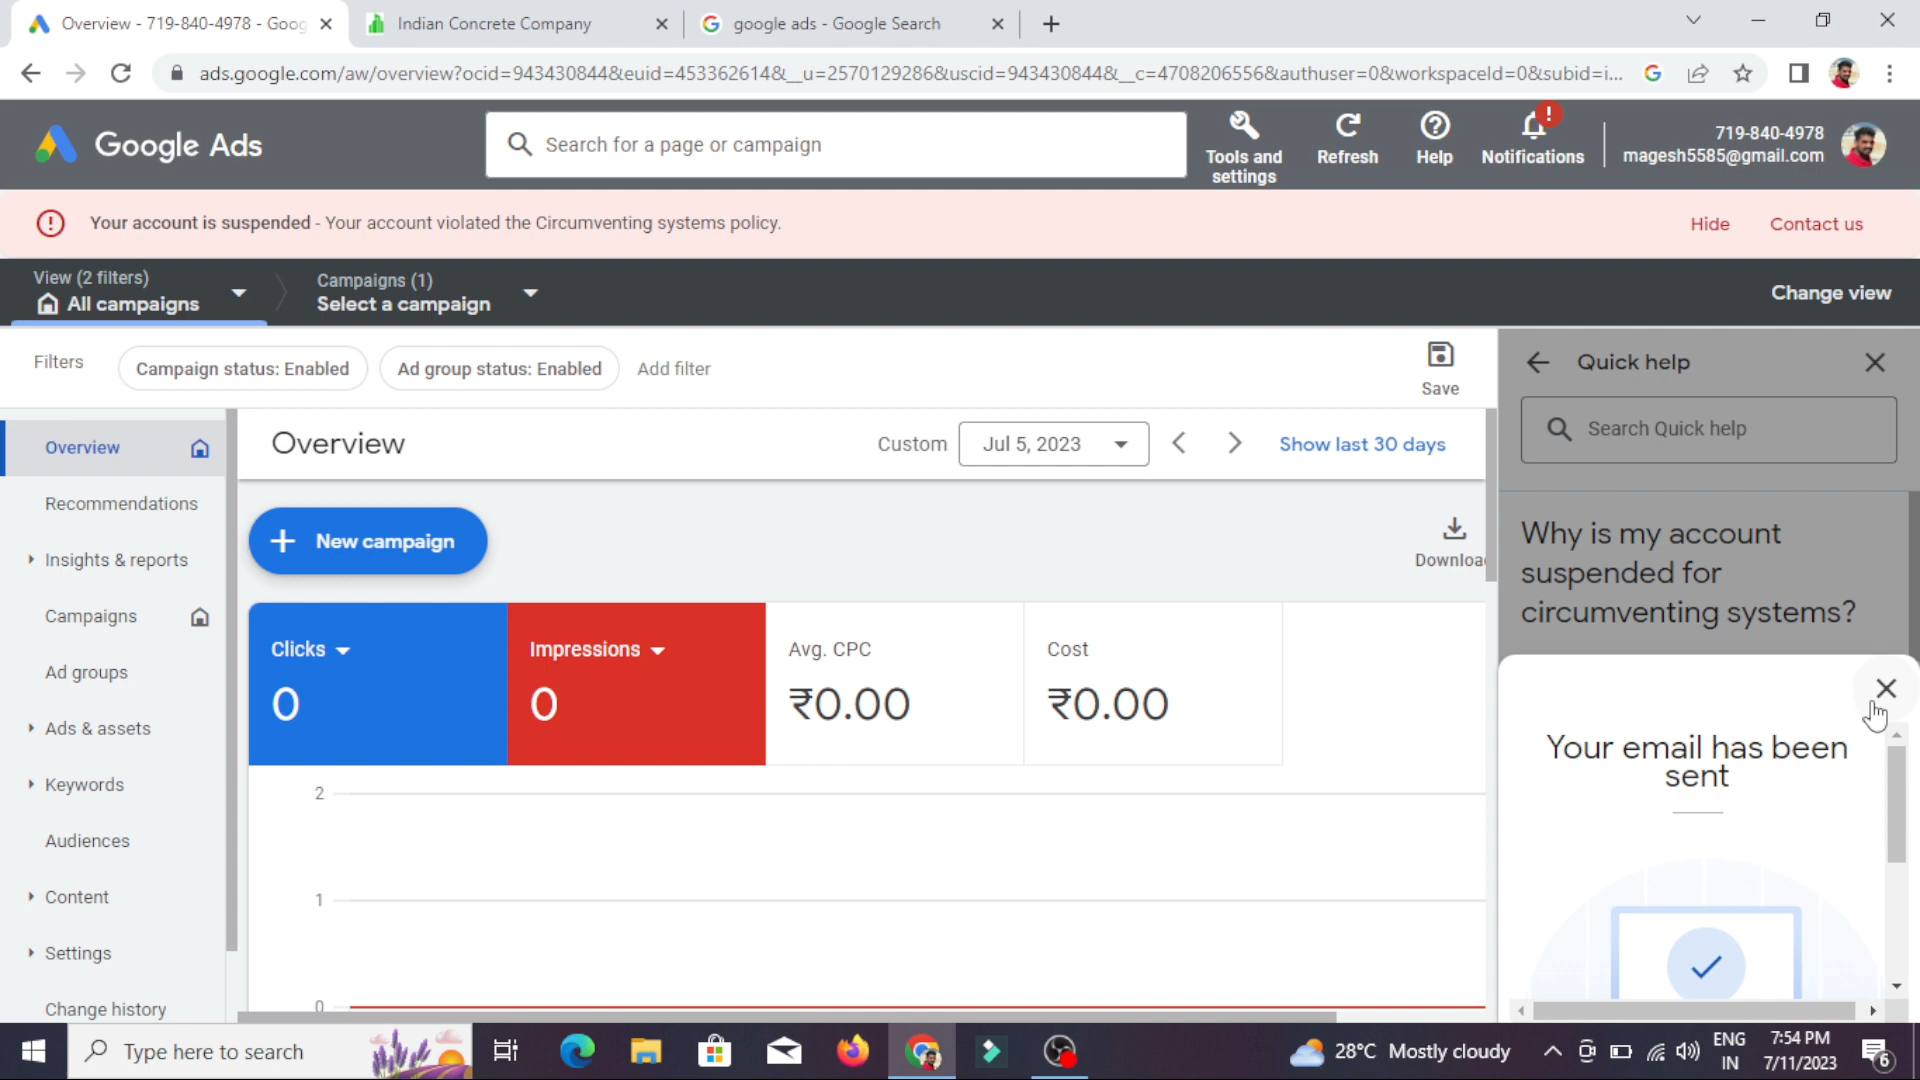 Overview - 719-840-4978 - Goog
Indian Concrete Company
google ads - Google Search
ads.google.com/aw/overview?ocid=943430844&euid=453362614&__u=2570129286&uscid=943430844&__c=4708206556&authuser=0&workspaceId=0&subid=i...
Google Ads
Search for a page or campaign
Tools and
settings
Refresh
Help
Notifications
719-840-4978
magesh5585@gmail.com
Your account is suspended - Your account violated the Circumventing systems policy.
Hide
Contact us
View (2 filters)
All campaigns
Campaigns (1)
Select a campaign
Change view
Filters
Campaign status: Enabled
Ad group status: Enabled
Add filter
Save
Quick help
Search Quick help
Overview
Recommendations
Insights & reports
Campaigns
Ad groups
Ads & assets
Keywords
Audiences
Content
Settings
Change history
Overview
Custom
Jul 5, 2023
Show last 30 days
New campaign
Downloa
Clicks
0
Impressions
0
Avg. CPC
₹0.00
Cost
₹0.00
2
1
0
Why is my account
suspended for
circumventing systems?
Your email has been
sent
Type here to search
28°C Mostly cloudy
ENG
IN
7:54 PM
7/11/2023
6